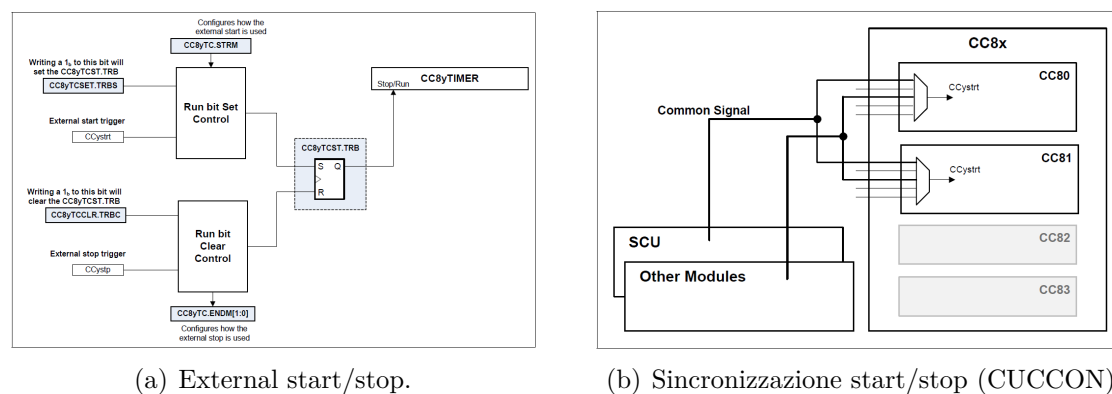 Configures how the
external start is used
CC8yTC.STRM
Writing a 1h to this bit will
set the CC8yTCST.TRB
CC8yTCSET.TRBS
Run bit Set
Control
External start trigger
CCystrt
CC8yTIMER
Stop/Run
CC8yTCST.TRB
S Q
R
Writing a 1h to this bit will
clear the CC8yTCST.TRB
CC8yTCCLR.TRBC
Run bit
Clear
Control
External stop trigger
CCystp
CC8yTC.ENDM[1:0]
Configures how the
external stop is used
(a) External start/stop.
CC8x
CC80
CCystrt
Common Signal
CC81
CCystrt
SCU
CC82
Other Modules
CC83
(b) Sincronizzazione start/stop (CUCCON)